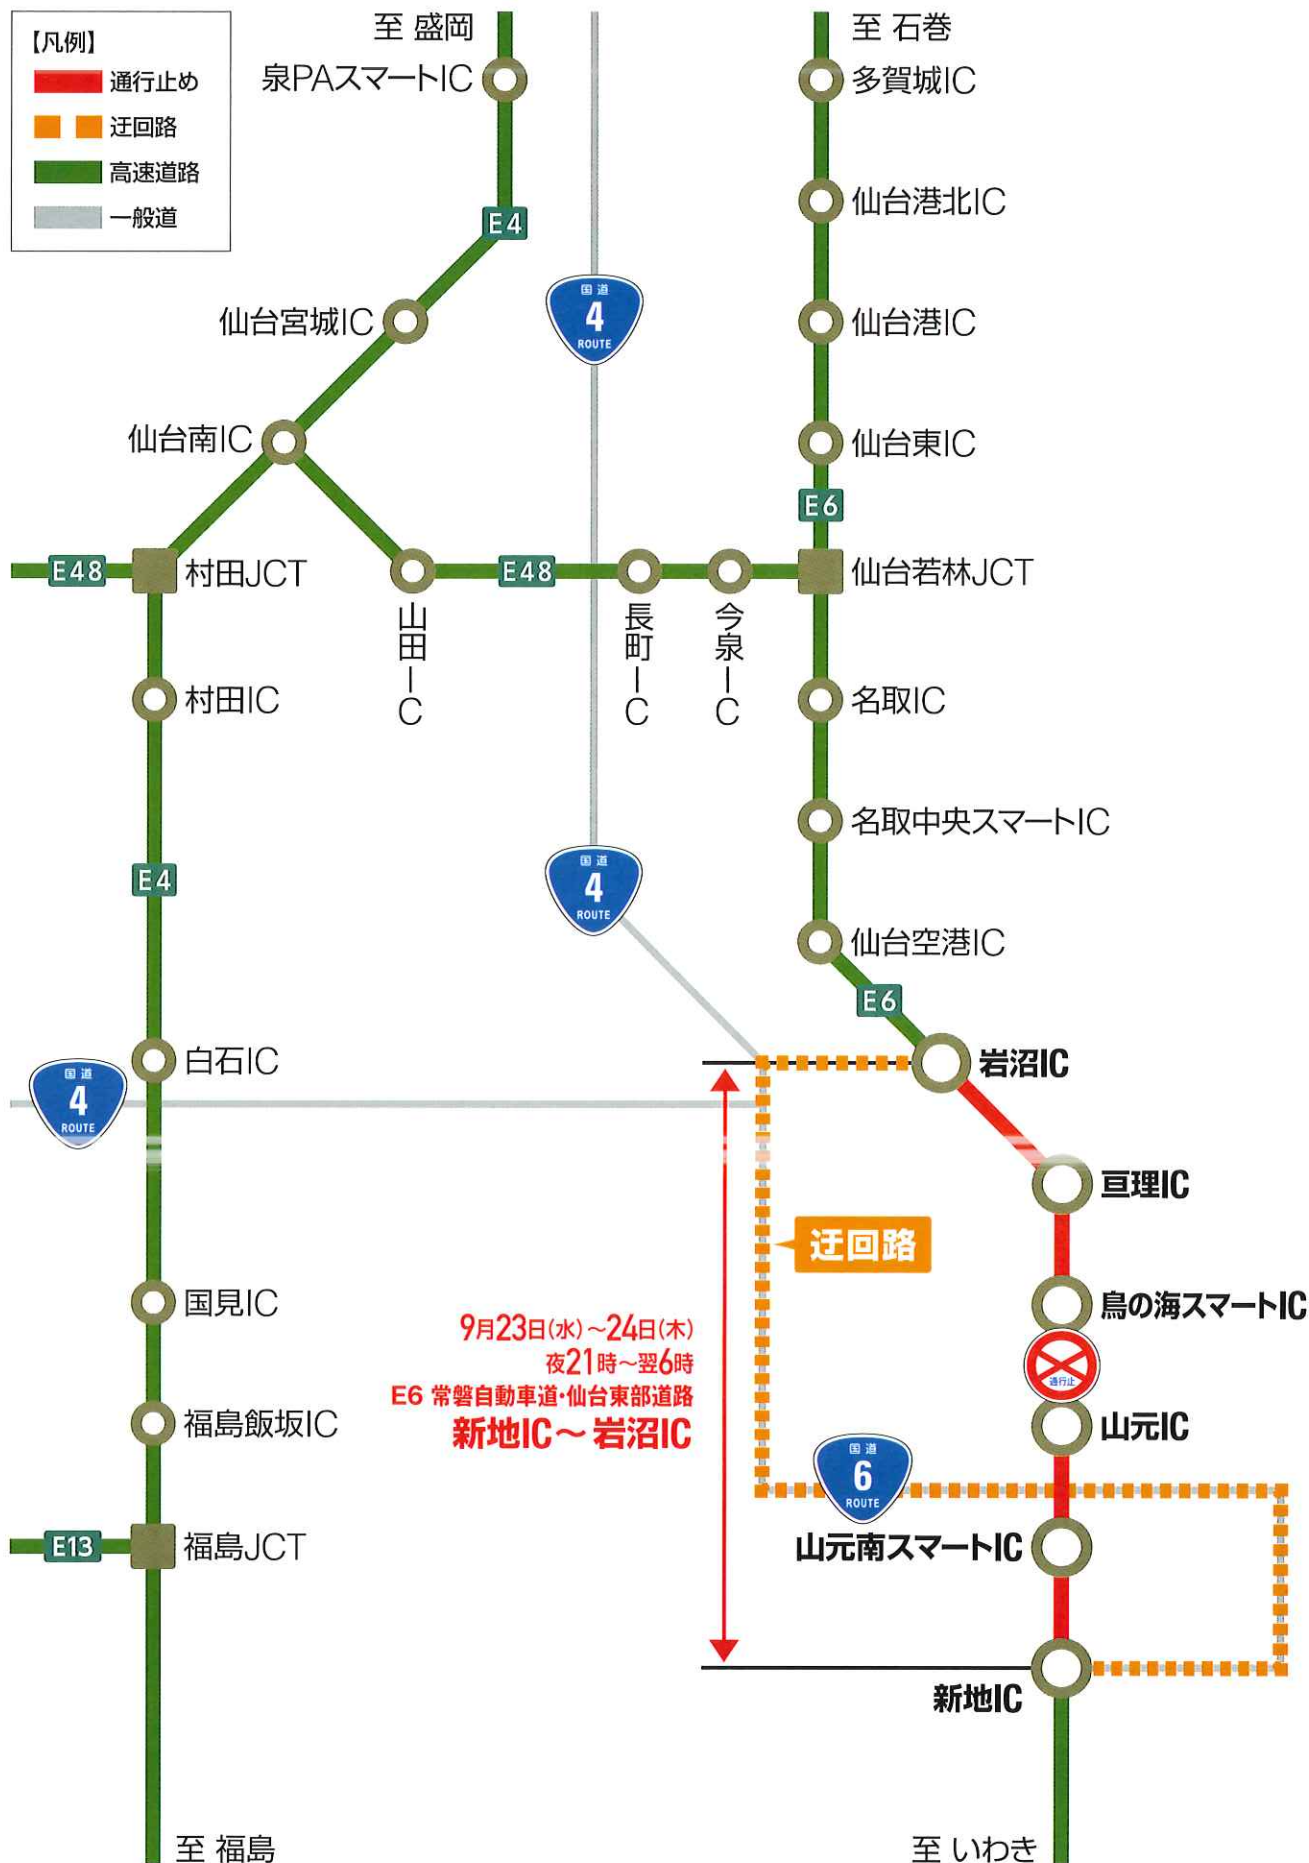 【凡例】
通行止め
迂回路
高速道路
一般道
至 盛岡
泉PAスマートIC
E4
仙台宮城IC
仙台南IC
E48
村田JCT
山田IC
E48
長町IC
今泉IC
村田IC
E4
白石IC
国道
4
ROUTE
国見IC
福島飯坂IC
E13
福島JCT
至 福島
国道
4
ROUTE
国道
4
ROUTE
至 石巻
多賀城IC
仙台港北IC
仙台港IC
仙台東IC
E6
仙台若林JCT
名取IC
名取中央スマートIC
仙台空港IC
E6
岩沼IC
亘理IC
鳥の海スマートIC
通行止
山元IC
山元南スマートIC
新地IC
至 いわき
迂回路
国道
6
ROUTE
9月23日(水)～24日(木)
夜21時～翌6時
E6 常磐自動車道・仙台東部道路
新地IC～岩沼IC